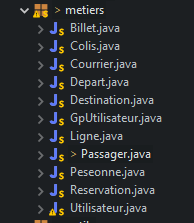 > metiers
Billet.java
Colis.java
Courrier.java
Depart.java
Destination.java
GpUtilisateur.java
Ligne.java
> Passager.java
Peseonne.java
Reservation.java
Utilisateur.java